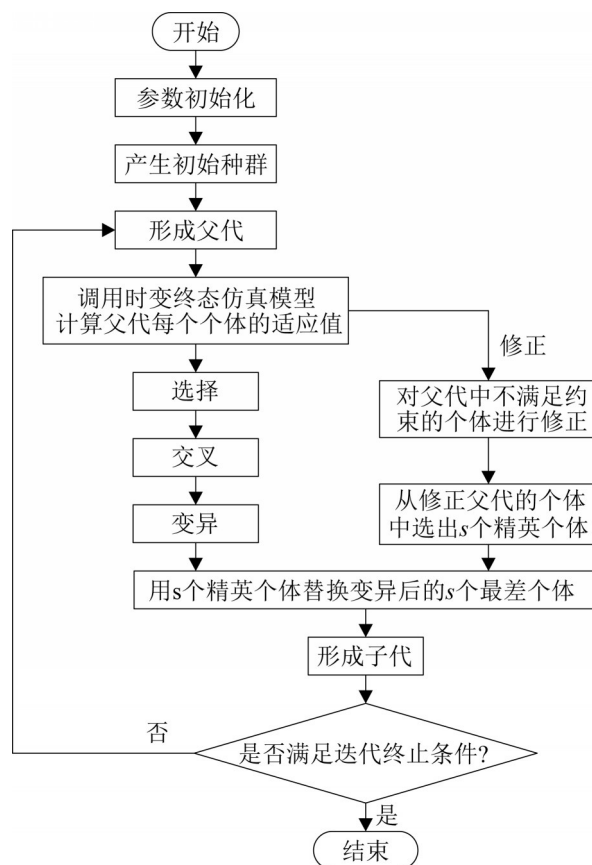 开始
参数初始化
产生初始种群
形成父代
调用时变终态仿真模型
计算父代每个个体的适应值
修正
选择
对父代中不满足约
束的个体进行修正
交叉
从修正父代的个体
中选出s个精英个体
变异
用s个精英个体替换变异后的s个最差个体
形成子代
否
是否满足迭代终止条件?
是
结束